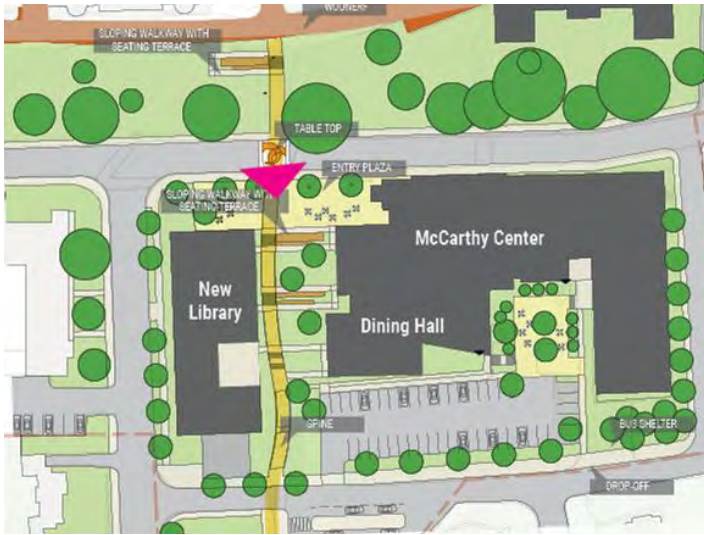 WOONERF
SLOPING WALKWAY WITH
SEATING TERRACE
TABLE TOP
ENTRY PLAZA
SLOPING WALKWAY WITH
SEATING TERRACE
McCarthy Center
New
Library
Dining Hall
SPINE
BUS SHELTER
DROP-OFF